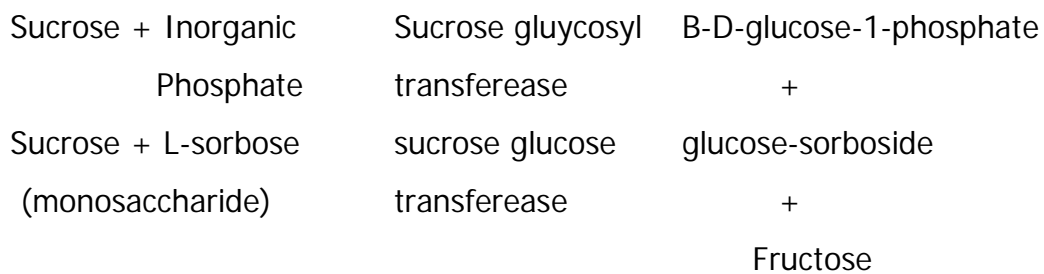 Sucrose + Inorganic Sucrose gluycosyl B-D-glucose-1-phosphate
Phosphate transferease +
Sucrose + L-sorbose sucrose glucose glucose-sorboside
(monosaccharide) transferease +
Fructose